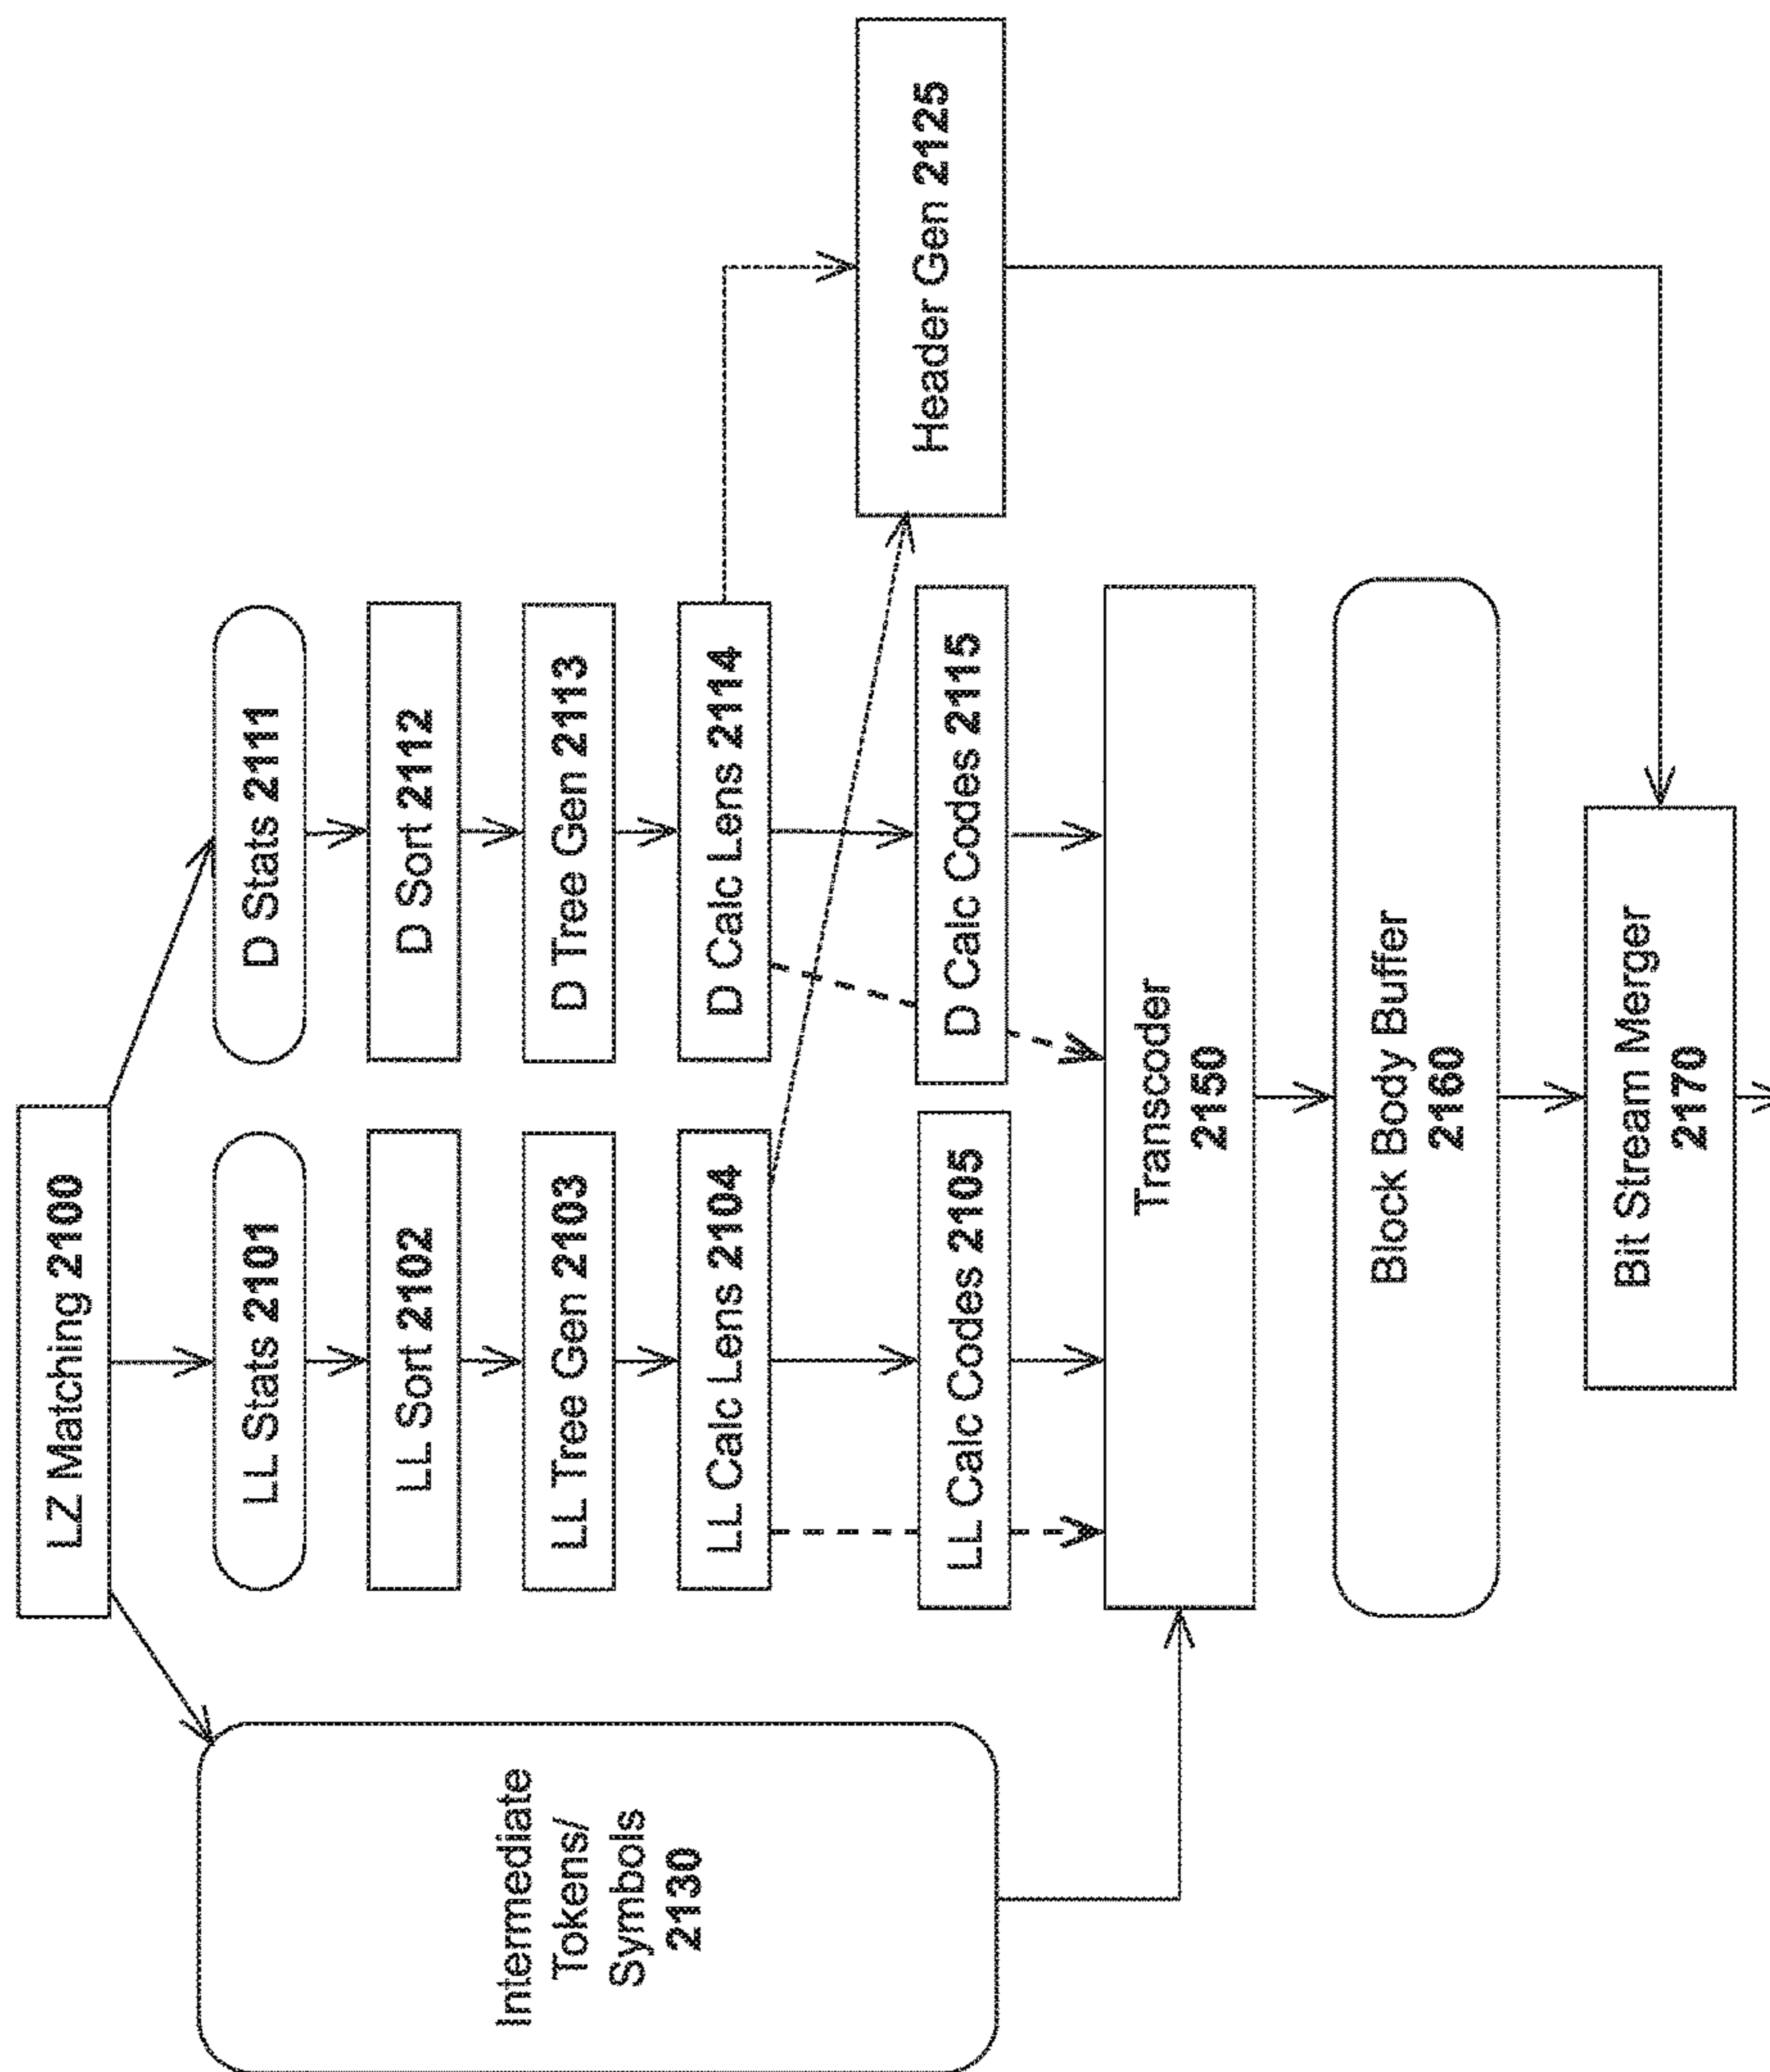 LZ Matching 2100
LL Stats 2101
D Stats 2111
LL Sort 2102
D Sort 2112
LL Tree Gen 2103
D Tree Gen 2113
LL Calc Lens 2104
D Calc Lens 2114
Intermediate
Tokens/
Symbols
2130
Header Gen 2125
LL Calc Codes 2105
D Calc Codes 2115
Transcoder
2150
Block Body Buffer
2160
Bit Stream Merger
2170